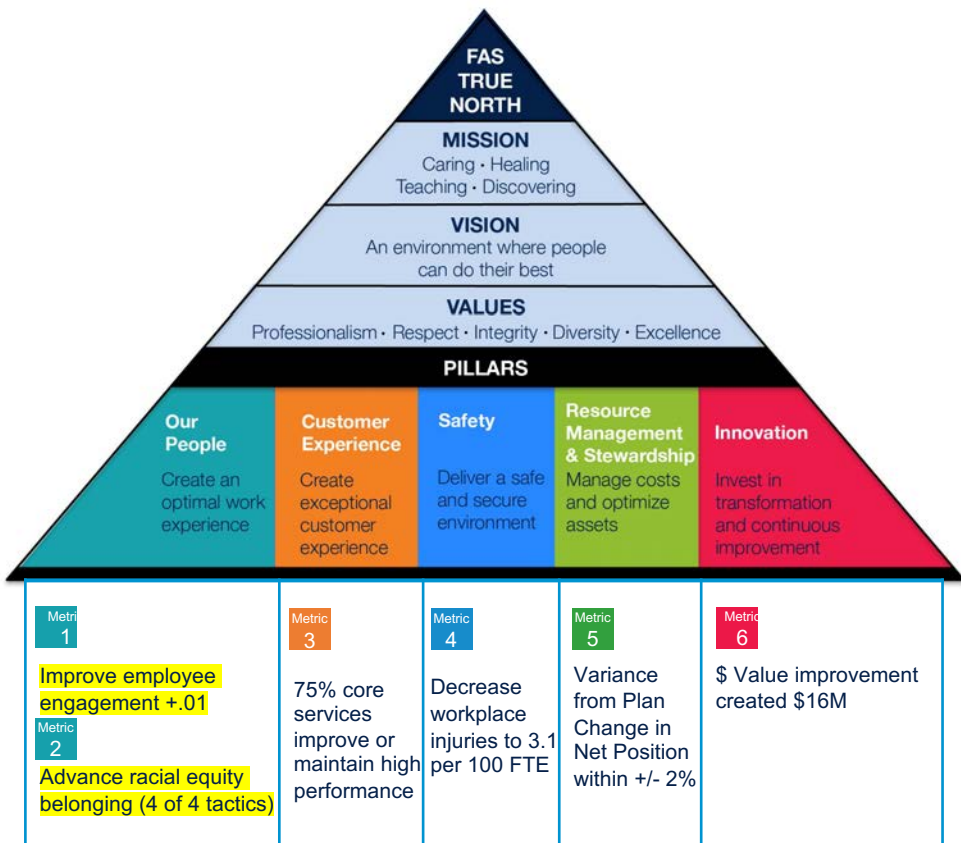 FAS
TRUE
NORTH
MISSION
Caring • Healing
Teaching • Discovering
VISION
An environment where people
can do their best
VALUES
Professionalism • Respect • Integrity • Diversity • Excellence
PILLARS
Our
People
Create an
optimal work
experience
Customer
Experience
Create
exceptional
customer
experience
Safety
Deliver a safe
and secure
environment
Resource
Management
& Stewardship
Manage costs
and optimize
assets
Innovation
Invest in
transformation
and continuous
improvement
Metri
1
Improve employee
engagement +.01
Metric
2
Advance racial equity
belonging (4 of 4 tactics)
Metric
3
75% core
services
improve or
maintain high
performance
Metric
4
Decrease
workplace
injuries to 3.1
per 100 FTE
Metric
5
Variance
from Plan
Change in
Net Position
within +/- 2%
Metric
6
$ Value improvement
created $16M